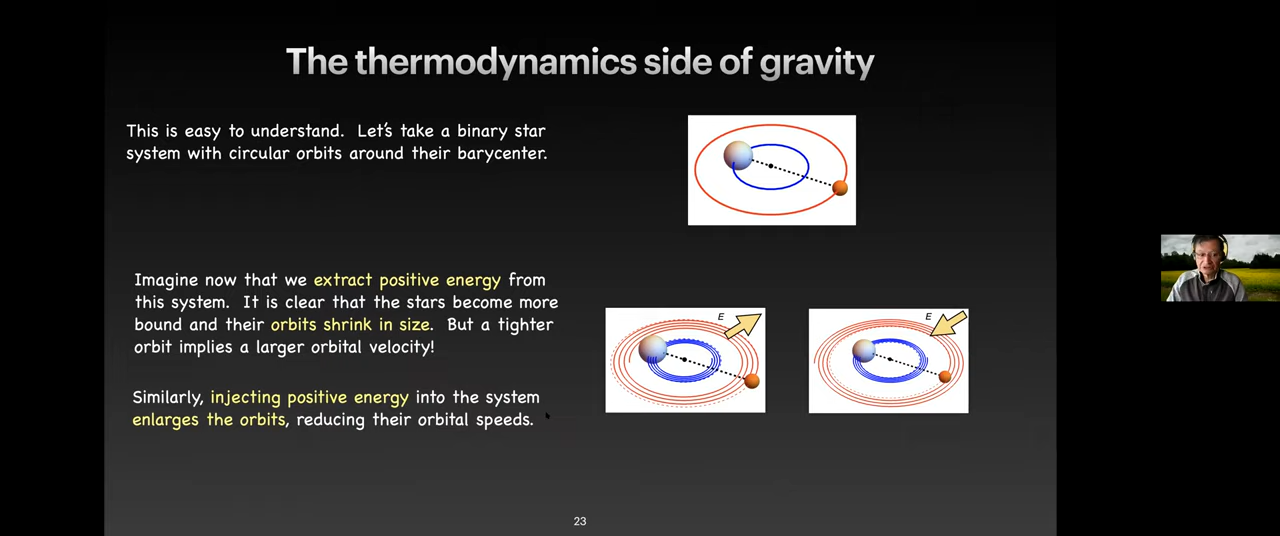 The thermodynamics side of gravity
This is easy to understand. Let's take a binary star
system with circular orbits around their barycenter.
Imagine now that we extract positive energy from
this system. It is clear that the stars become more
bound and their orbits shrink in size. But a tighter
orbit implies a larger orbital velocity!
E
E
Similarly, injecting positive energy into the system
enlarges the orbits, reducing their orbital speeds.
23